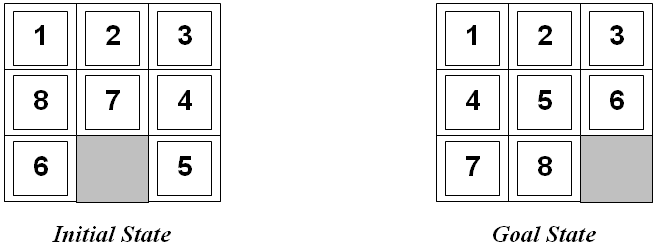 1 2 3 1 2 3
8 7 4 4 5 6
6 5 7 8
Initial State Goal State